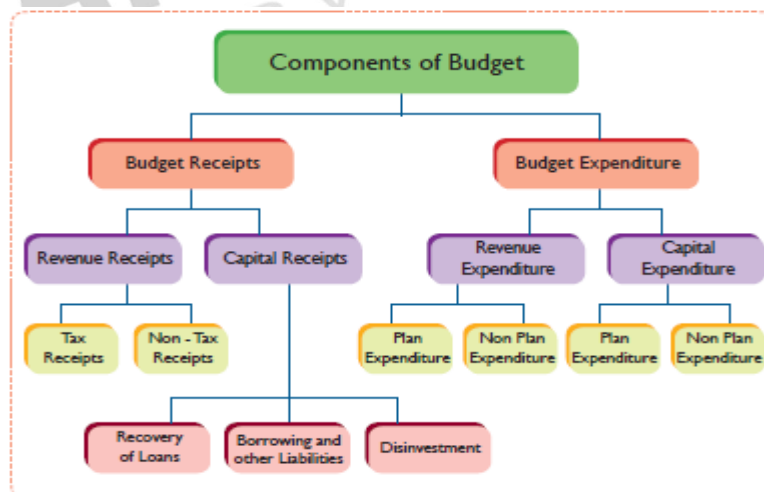 Components of Budget
Budget Receipts
Budget Expenditure
Revenue Receipts
Capital Receipts
Revenue
Expenditure
Capital
Expenditure
Tax
Receipts
Non - Tax
Receipts
Plan
Expenditure
Non Plan
Expenditure
Plan
Expenditure
Non Plan
Expenditure
Recovery
of Loans
Borrowing and
other Liabilities
Disinvestment